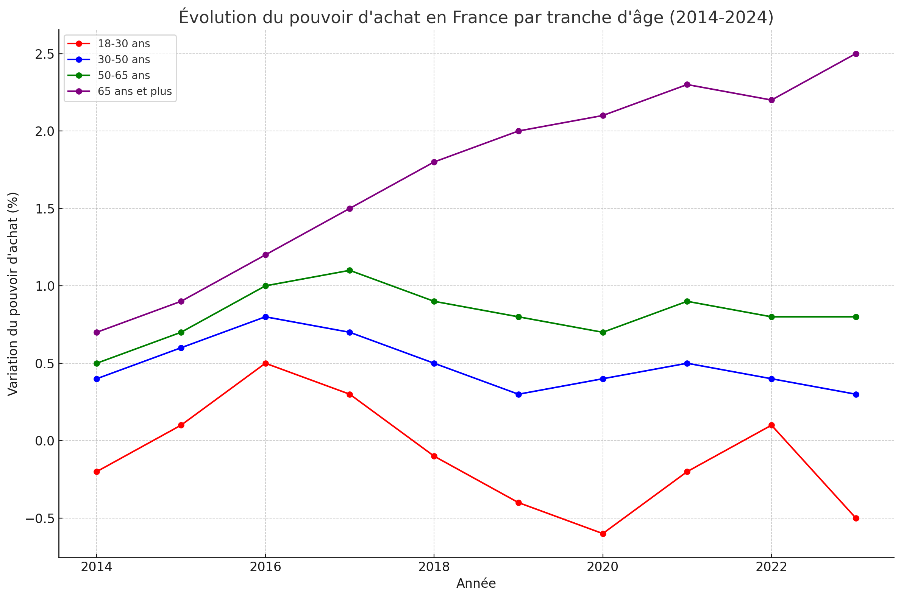 Évolution du pouvoir d'achat en France par tranche d'âge (2014-2024)
18-30 ans
30-50 ans
50-65 ans
65 ans et plus
Variation du pouvoir d'achat (%)
2.5
2.0
1.5
1.0
0.5
0.0
−0.5
2014
2016
2018
2020
2022
Année